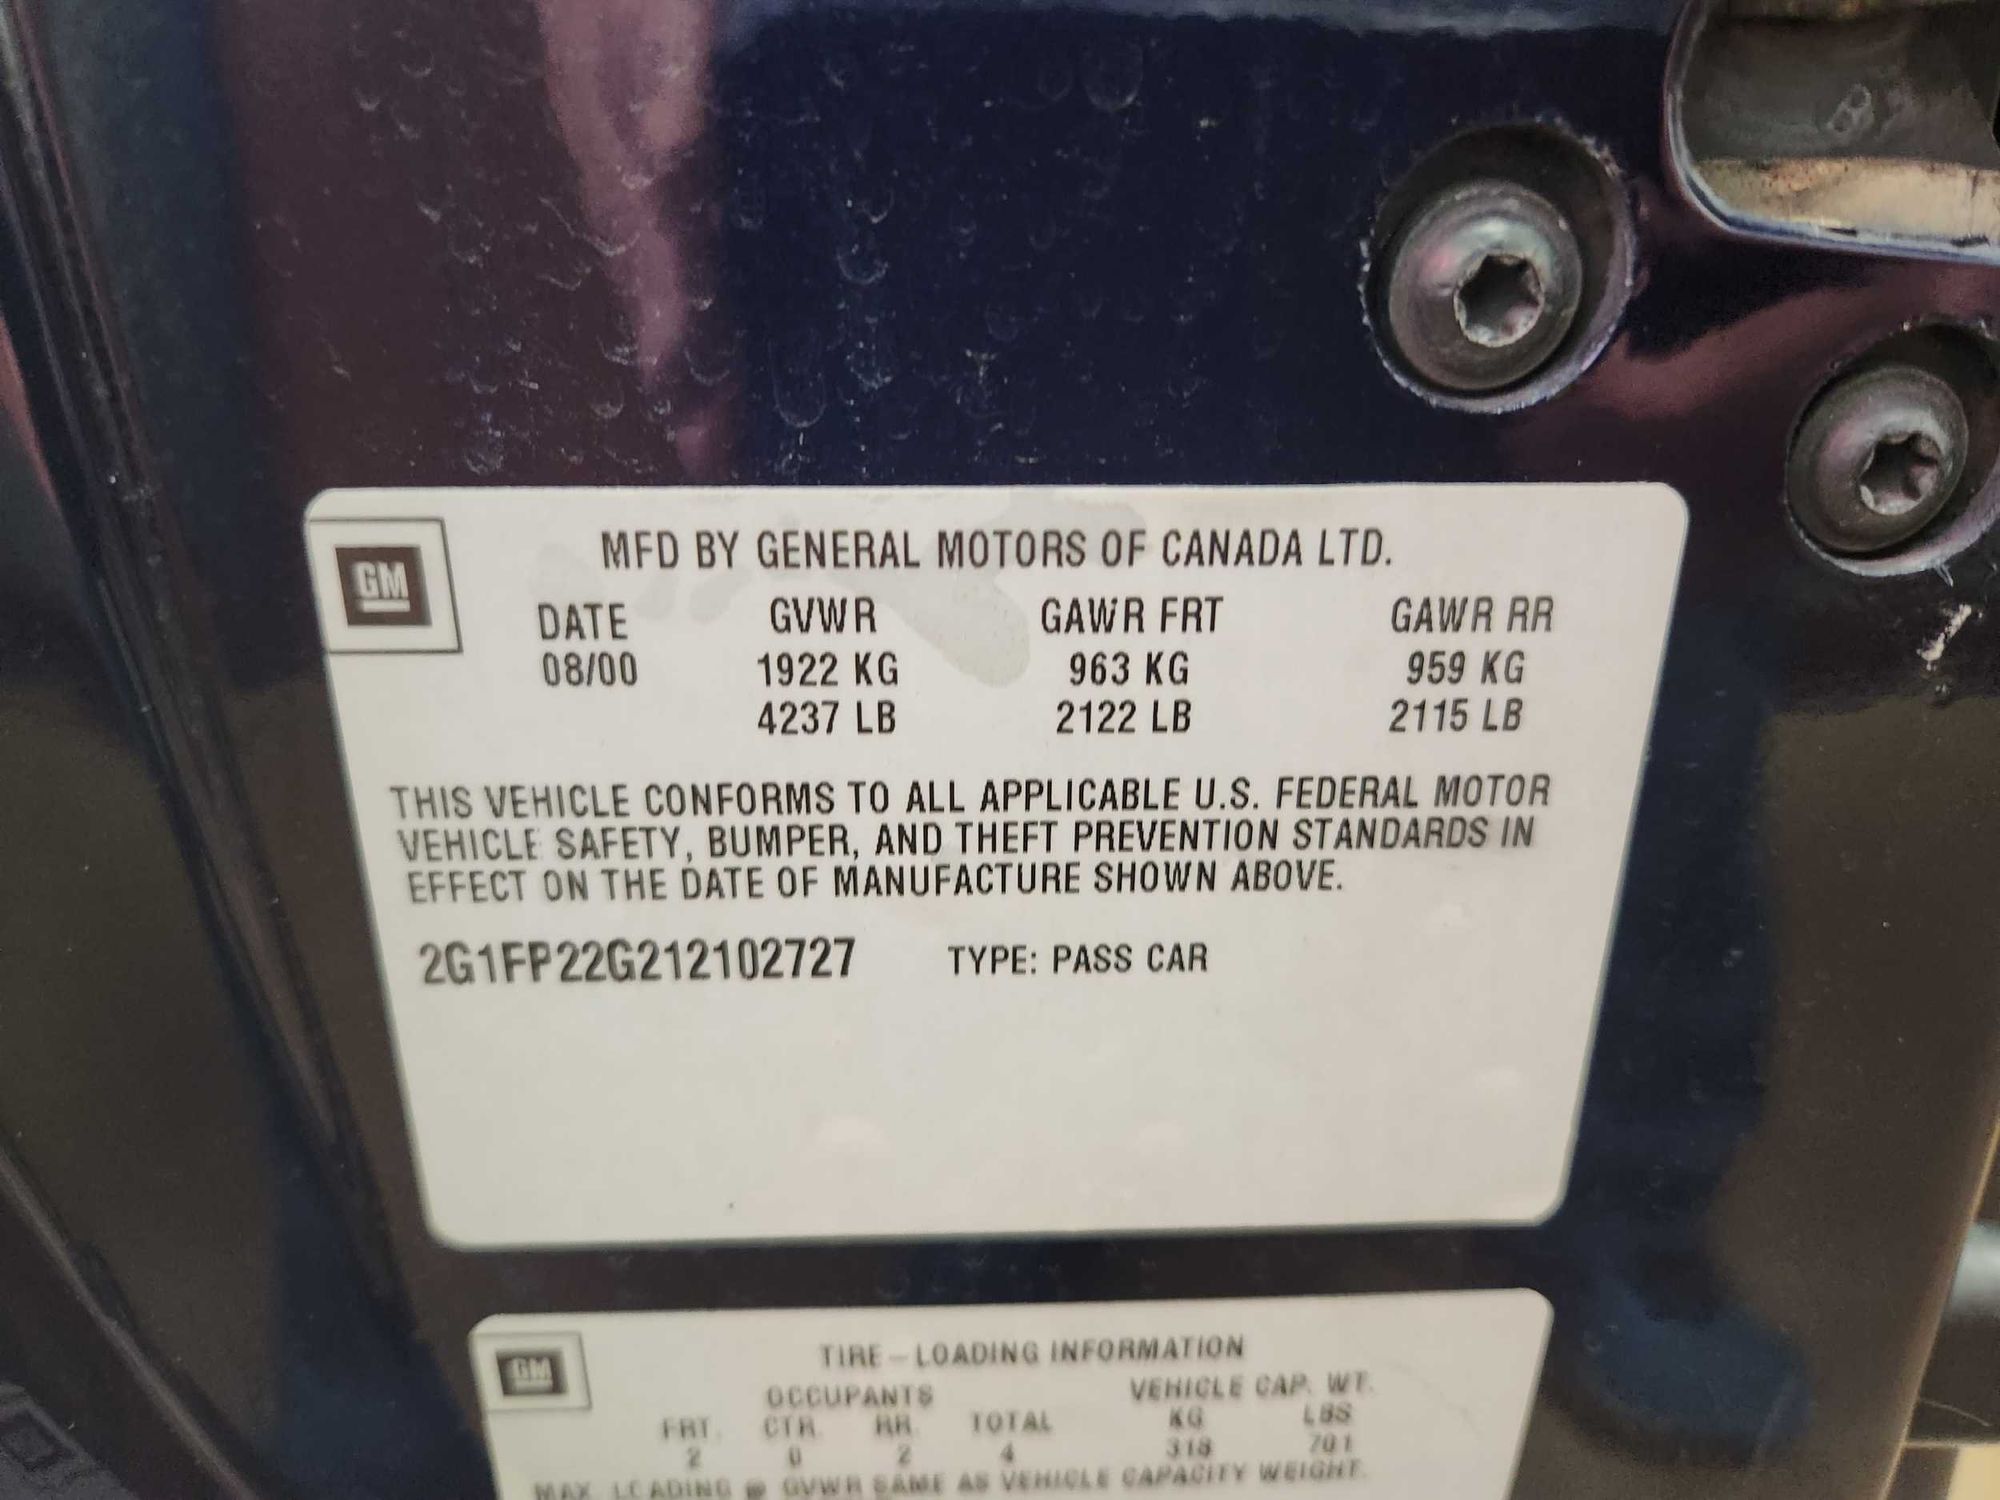 GM
MFD BY GENERAL MOTORS OF CANADA LTD.
DATE GVWR GAWR FRT GAWR RR
08/00 1922 KG 963 KG 959 KG
4237 LB 2122 LB 2115 LB
THIS VEHICLE CONFORMS TO ALL APPLICABLE U.S. FEDERAL MOTOR
VEHICLE SAFETY, BUMPER, AND THEFT PREVENTION STANDARDS IN
EFFECT ON THE DATE OF MANUFACTURE SHOWN ABOVE.
2G1FP22G212102727 TYPE: PASS CAR
GM
TIRE – LOADING INFORMATION
OCCUPANTS VEHICLE CAP. WT.
FRT. CTR. RR. TOTAL KG LBS
2 0 2 4 318 701
MAX. LOADING @ GVWR SAME AS VEHICLE CAPACITY WEIGHT.